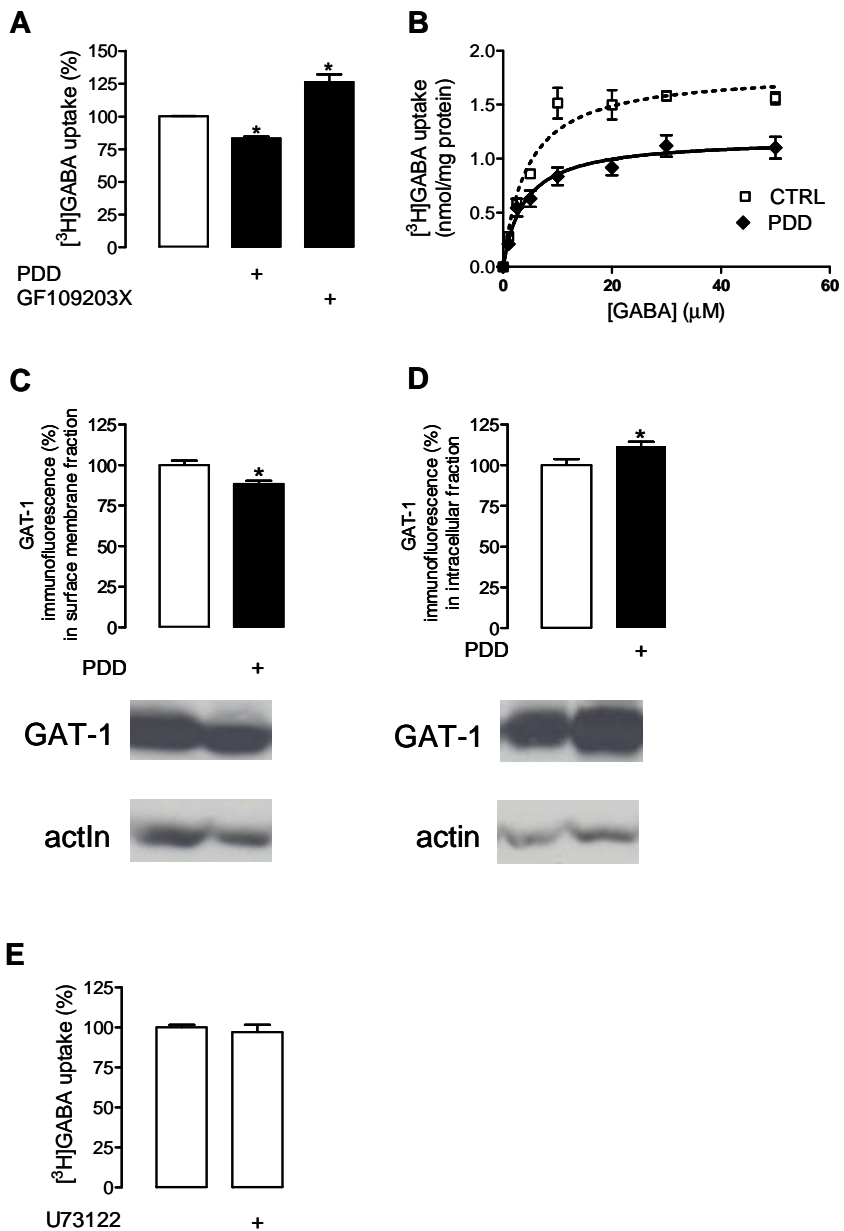 A
[³H]GABA uptake (%)
150
125
100
75
50
25
0
*
*
PDD +
GF109203X +
B
[³H]GABA uptake
(nmol/mg protein)
2.0
1.5
1.0
0.5
0.0
CTRL
PDD
0 20 40 60
[GABA] (μM)
C
GAT-1
immunofluorescence (%)
in surface membrane fraction
125
100
75
50
25
0
*
PDD +
GAT-1
actIn
D
GAT-1
immunofluorescence (%)
in intracellular fraction
125
100
75
50
25
0
*
PDD +
GAT-1
actin
E
[³H]GABA uptake (%)
125
100
75
50
25
0
U73122 +